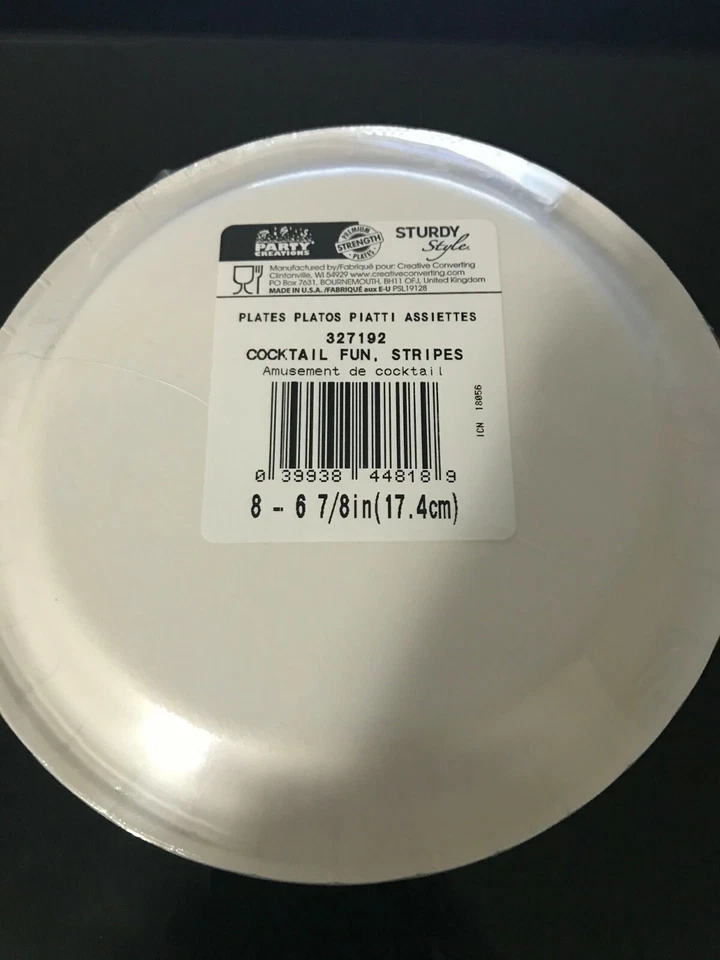 PARTY
CREATIONS
PREMIUM
STRENGTH
PLATES
STURDY
Style
Manufactured by/Fabriqué pour: Creative Converting
Clintonville, WI 54929 www.creativeconverting.com
PO Box 7631, BOURNEMOUTH, BH11 OFJ, United Kingdom
MADE IN U.S.A. /FABRIQUÉ aux E-U PSL19128
PLATES PLATOS PIATTI ASSIETTES
327192
COCKTAIL FUN, STRIPES
Amusement de cocktail
ICN 18056
0 39938 44818 9
8 - 6 7/8in(17.4cm)